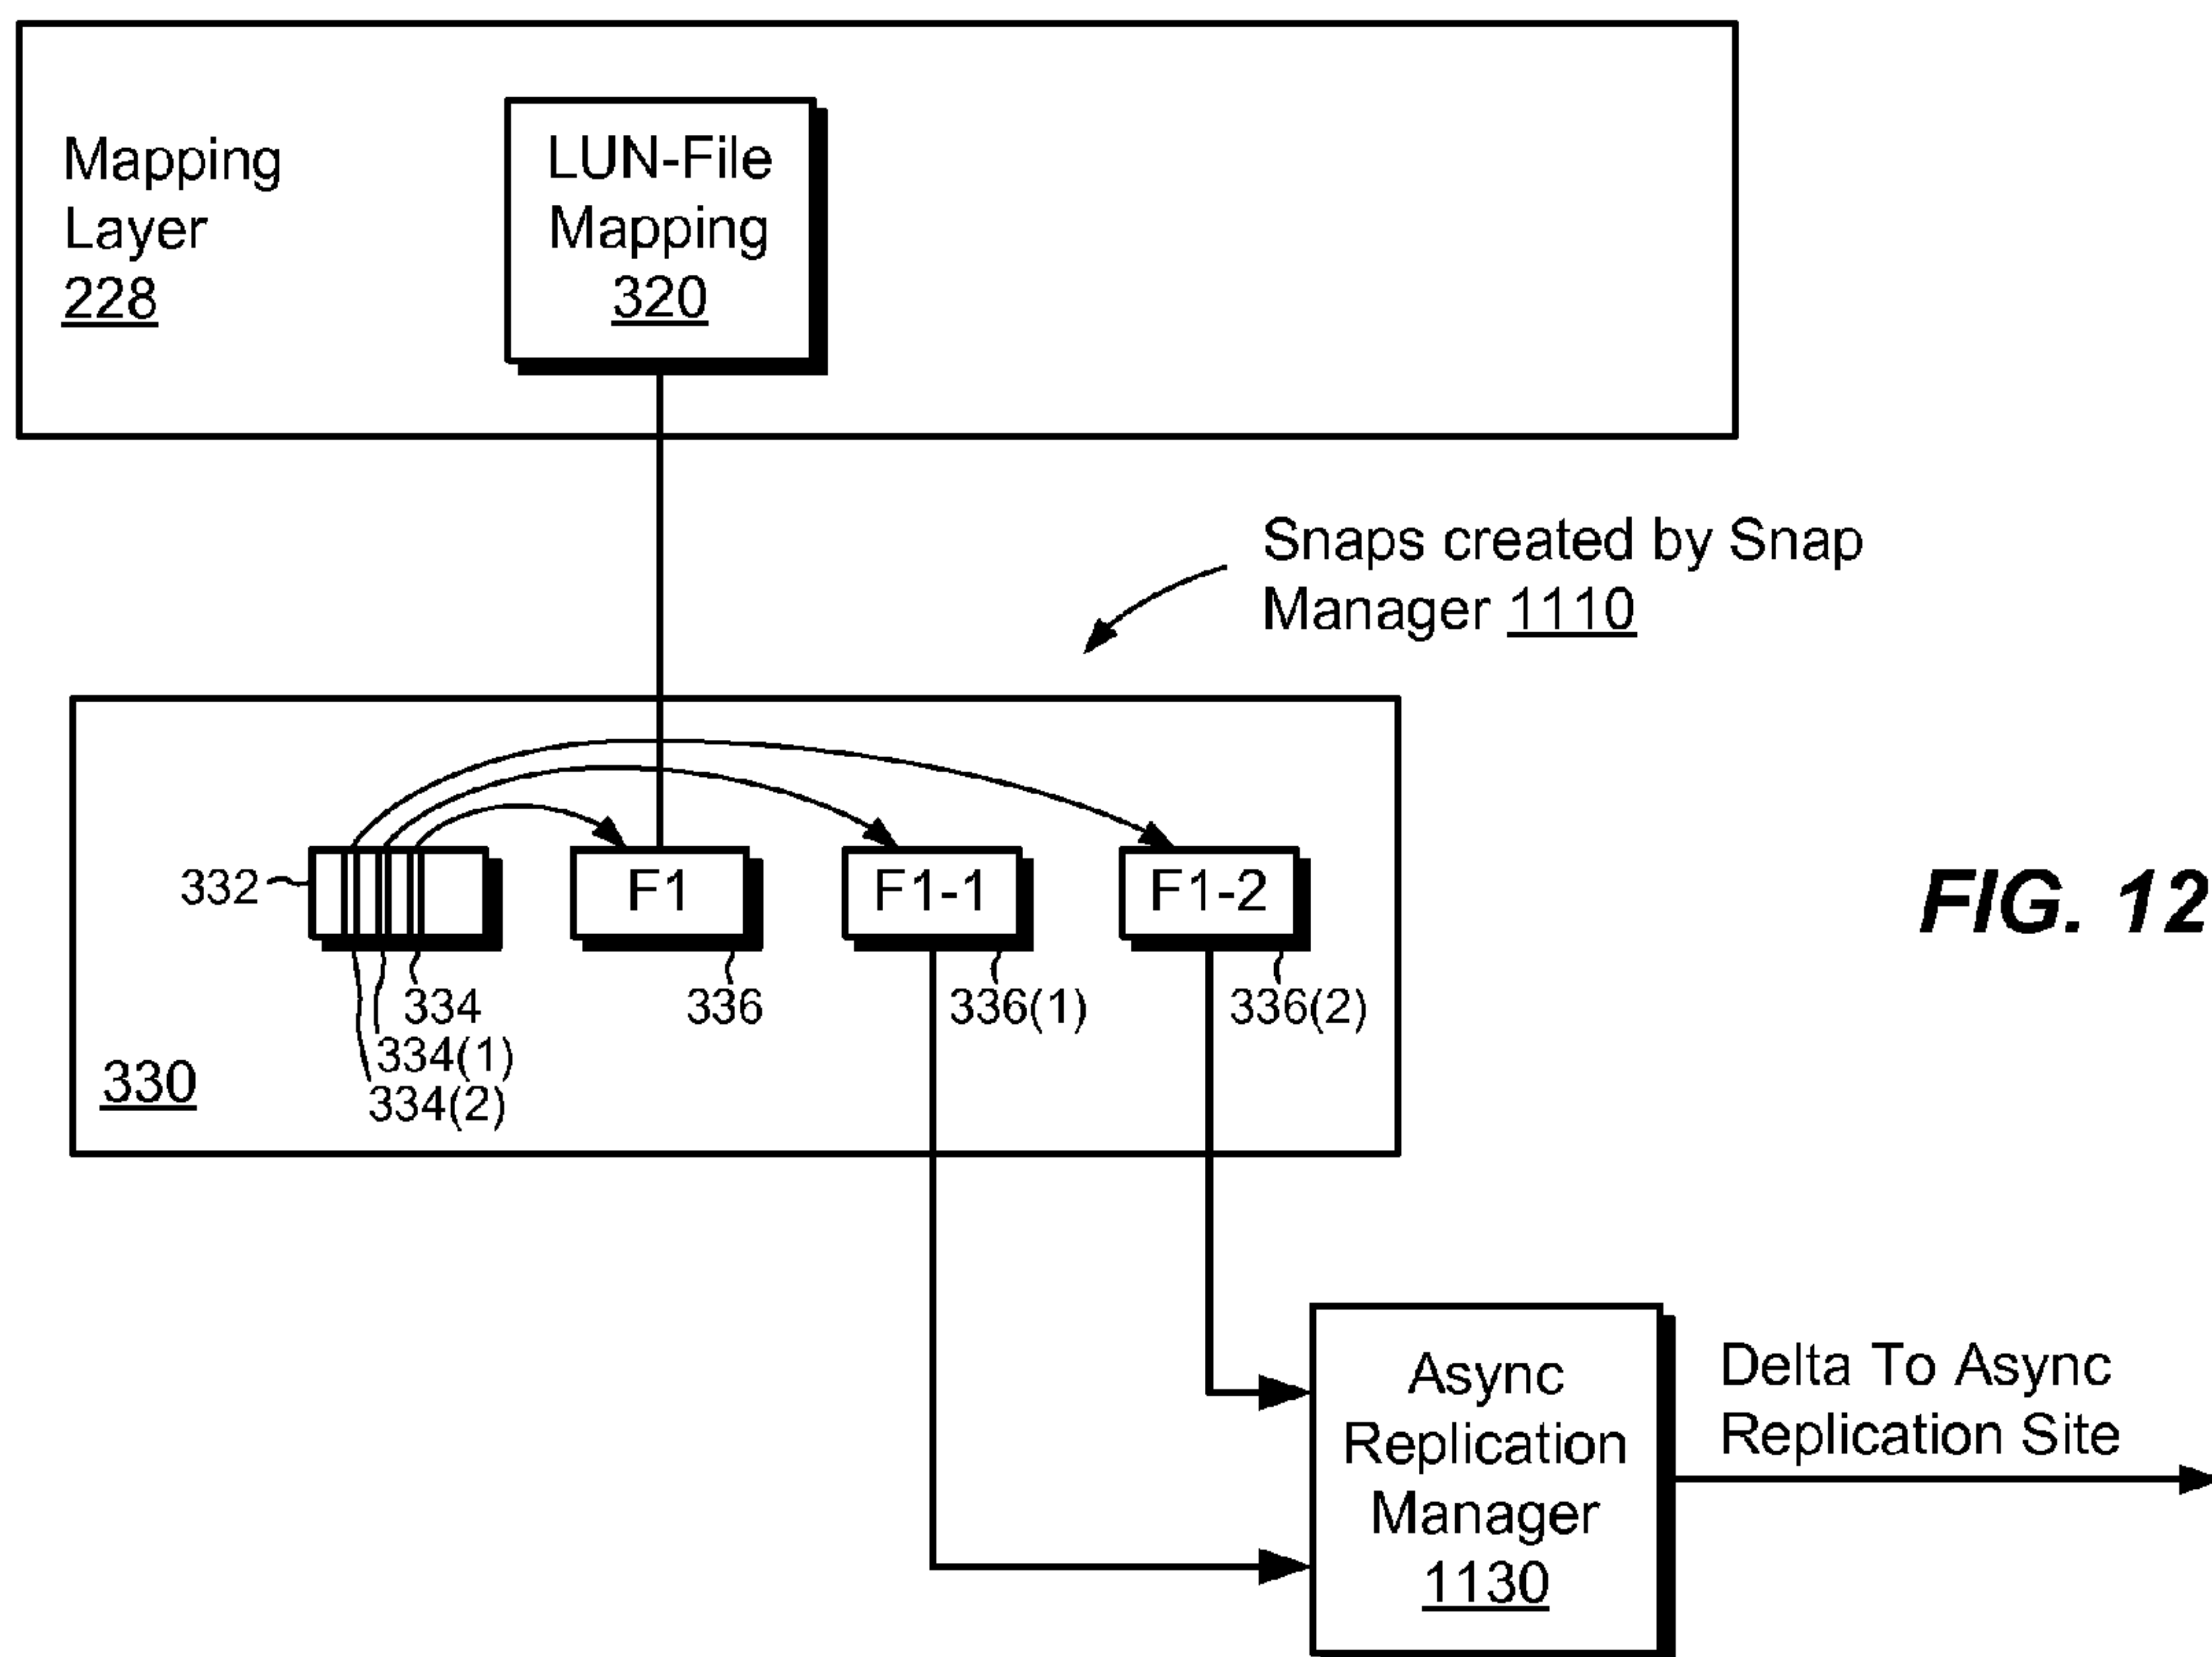 Mapping
Layer
228
LUN-File
Mapping
320
Snaps created by Snap
Manager 1110
332
F1
F1-1
F1-2
334
336
336(1)
336(2)
334(1)
334(2)
330
FIG. 12
Async
Replication
Manager
1130
Delta To Async
Replication Site